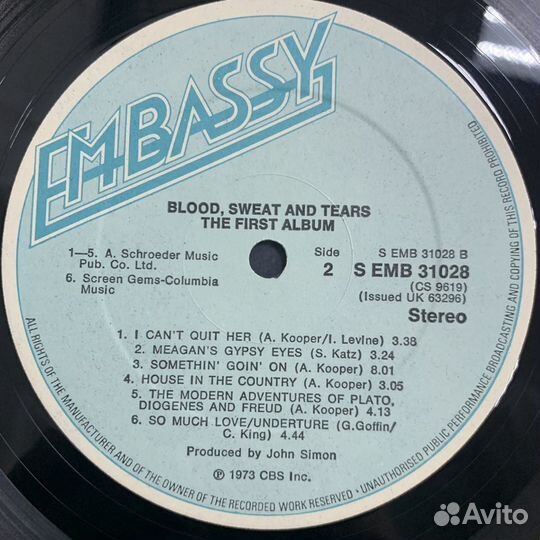 EMBASSY
BLOOD, SWEAT AND TEARS
THE FIRST ALBUM
1—5. A. Schroeder Music
Pub. Co. Ltd.
6. Screen Gems-Columbia
Music
Side
2
S EMB 31028 B
S EMB 31028
(CS 9619)
(Issued UK 63296)
Stereo
1. I CAN'T QUIT HER (A. Kooper/I. Levine) 3.38
2. MEAGAN'S GYPSY EYES (S. Katz) 3.24
3. SOMETHIN' GOIN' ON (A. Kooper) 8.01
4. HOUSE IN THE COUNTRY (A. Kooper) 3.05
5. THE MODERN ADVENTURES OF PLATO,
DIOGENES AND FREUD (A. Kooper) 4.13
6. SO MUCH LOVE/UNDERTURE (G.Goffin/
C. King) 4.44
Produced by John Simon
℗ 1973 CBS Inc.
ALL RIGHTS OF THE MANUFACTURER AND OF THE OWNER OF THE RECORDED WORK RESERVED • UNAUTHORISED PUBLIC PERFORMANCE BROADCASTING AND COPYING OF THIS RECORD PROHIBITED
Avito